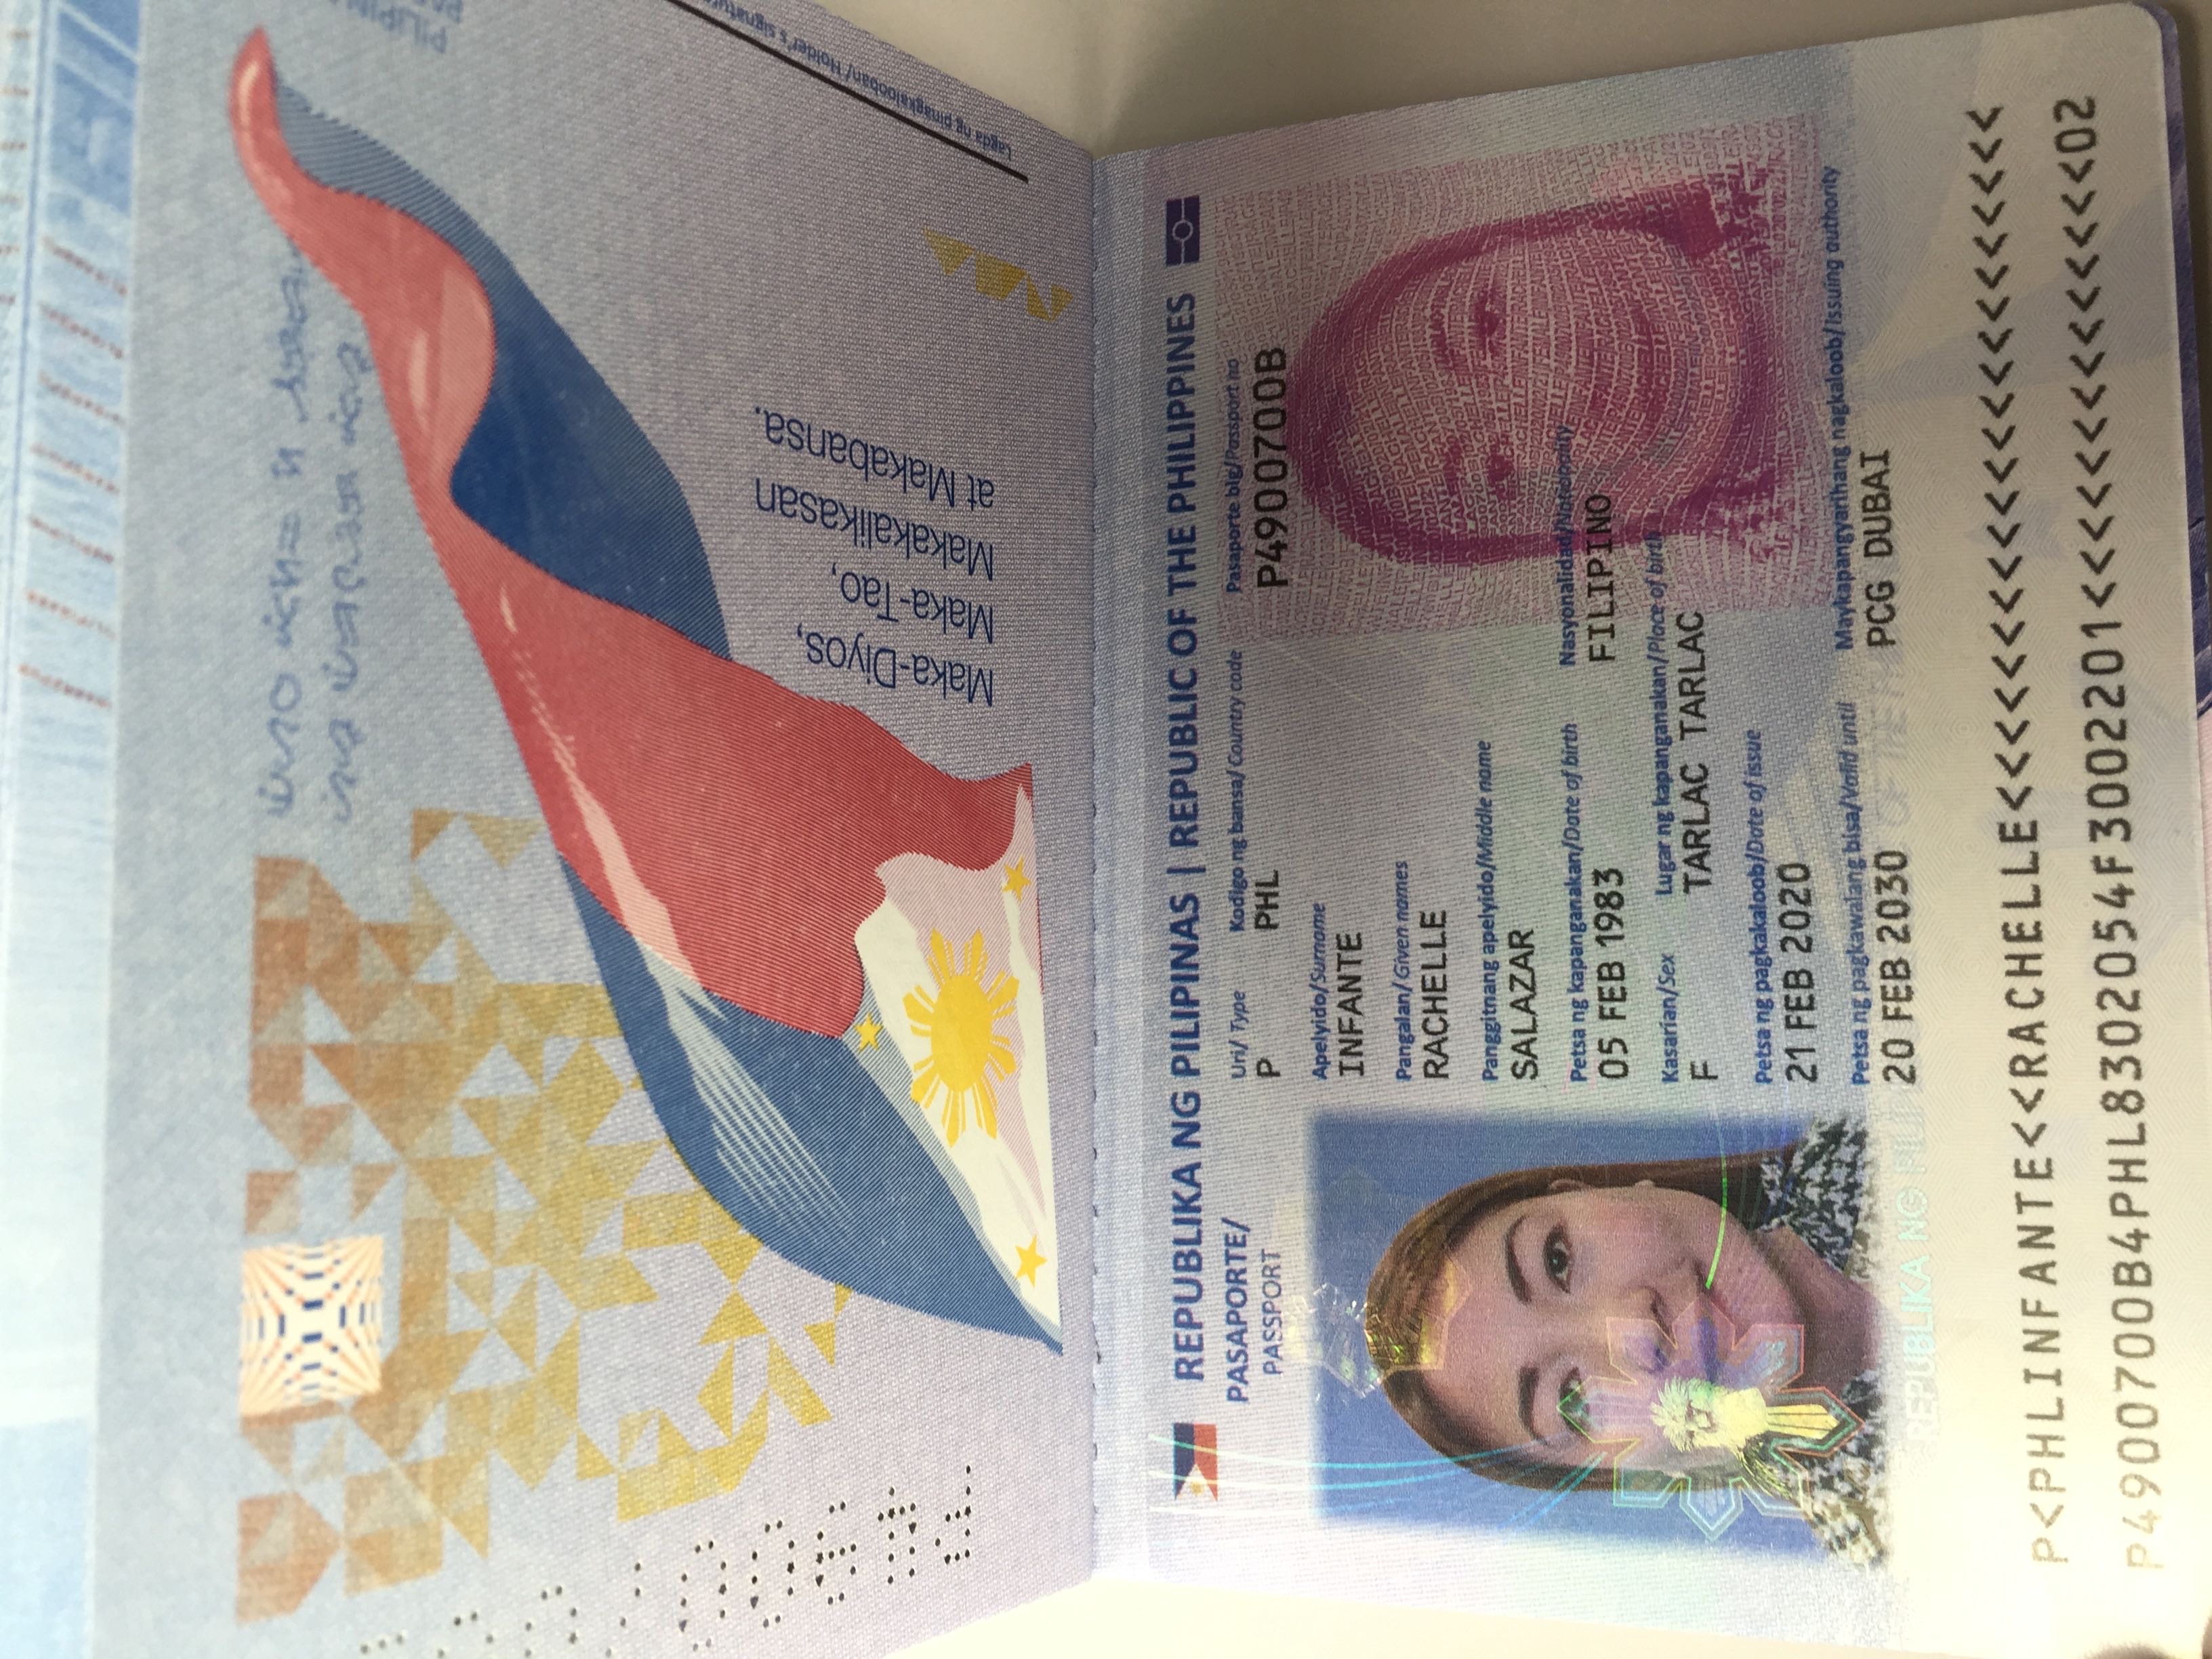 Maka-Diyos,
Maka-Tao,
Makakalikasan
at Makabansa.
Lagda ng pinagkalooban/ Holder's signature
REPUBLIKA NG PILIPINAS | REPUBLIC OF THE PHILIPPINES
PASAPORTE/
PASSPORT
Uri/ Type
Kodigo ng bansa/ Country code
Pasaporte blg/Passport no
P
PHL
P4900700B
Apelyido/Surname
INFANTE
Pangalan/ Given names
RACHELLE
Panggitnang apelyido/Middle name
SALAZAR
Petsa ng kapanganakan/Date of birth
Nasyonalidad/Nationality
05 FEB 1983
FILIPINO
Kasarian/Sex
Lugar ng kapanganakan/Place of birth
F
TARLAC TARLAC
Petsa ng pagkakaloob/Date of issue
21 FEB 2020
Petsa ng pagkawalang bisa/Valid until
Maykapangyarihang nagkaloob/Issuing authority
20 FEB 2030
PCG DUBAI
REPUBLIKA NG PILI
P<PHLINFANTE<<RACHELLE<<<<<<<<<<<<<<<<<<<<<<
P4900700B4PHL8302054F3002201<<<<<<<<<<<<<<02